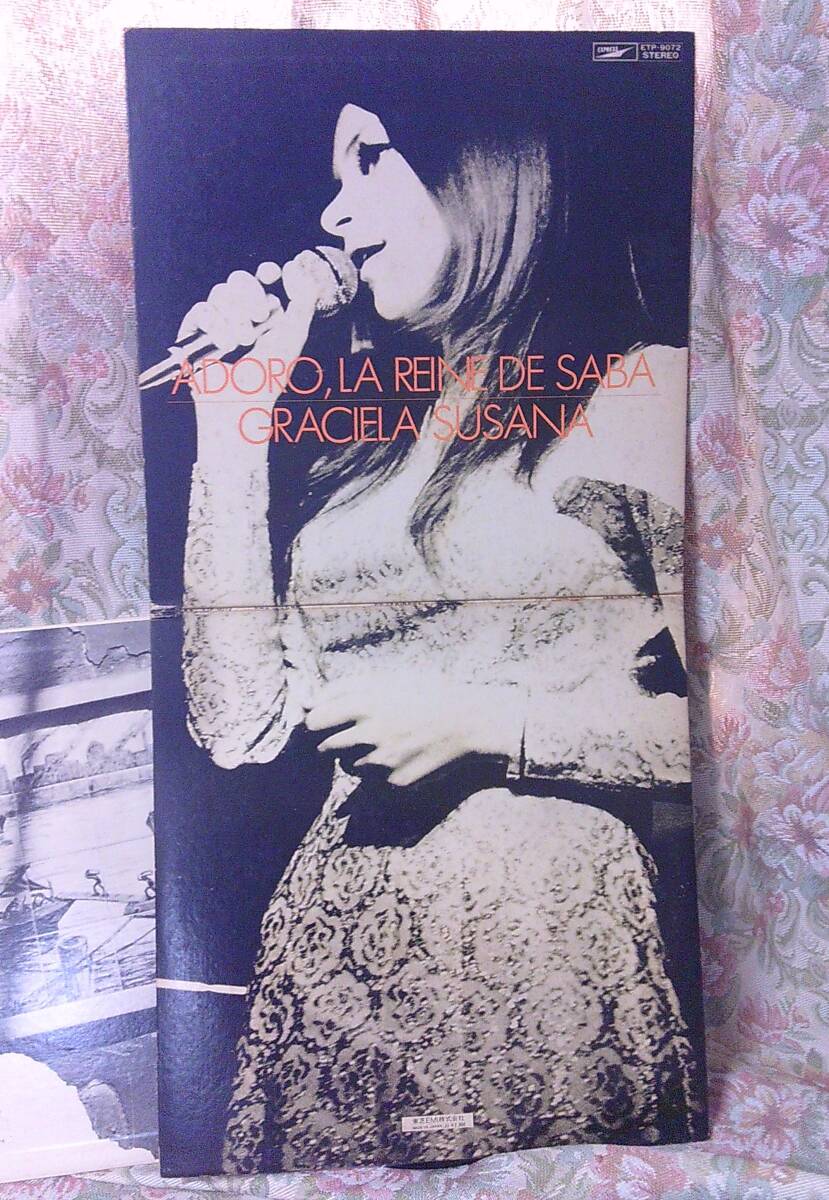 EXPRESS
ETP-9072
STEREO
ADORO, LA REINE DE SABA
GRACIELA SUSANA
東芝EMI株式会社